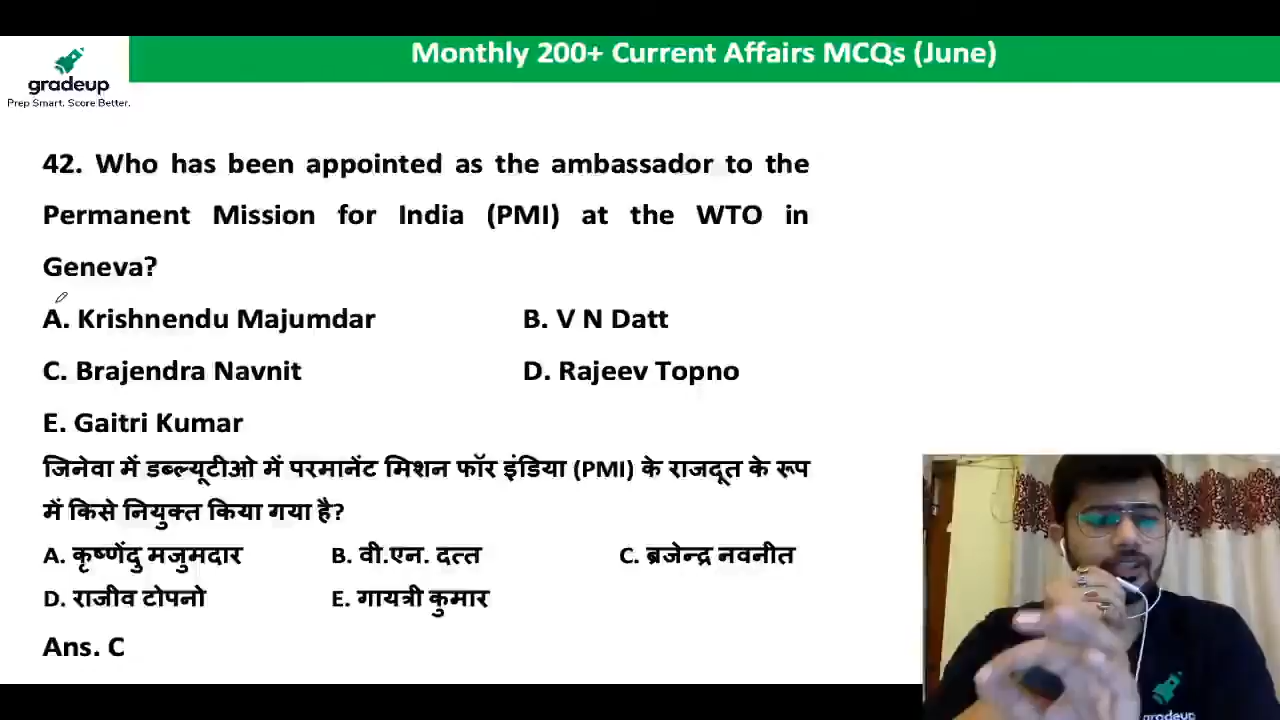 Monthly 200+ Current Affairs MCQs (June)
gradeup
Prep Smart. Score Better.
42. Who has been appointed as the ambassador to the
Permanent Mission for India (PMI) at the WTO in
Geneva?
A. Krishnendu Majumdar B. V N Datt
C. Brajendra Navnit D. Rajeev Topno
E. Gaitri Kumar
जिनेवा में डब्ल्यूटीओ में परमानेंट मिशन फॉर इंडिया (PMI) के राजदूत के रूप
में किसे नियुक्त किया गया है?
A. कृष्णेंदु मजुमदार B. वी.एन. दत्त C. ब्रजेन्द्र नवनीत
D. राजीव टोपनो E. गायत्री कुमार
Ans. C
gradeup